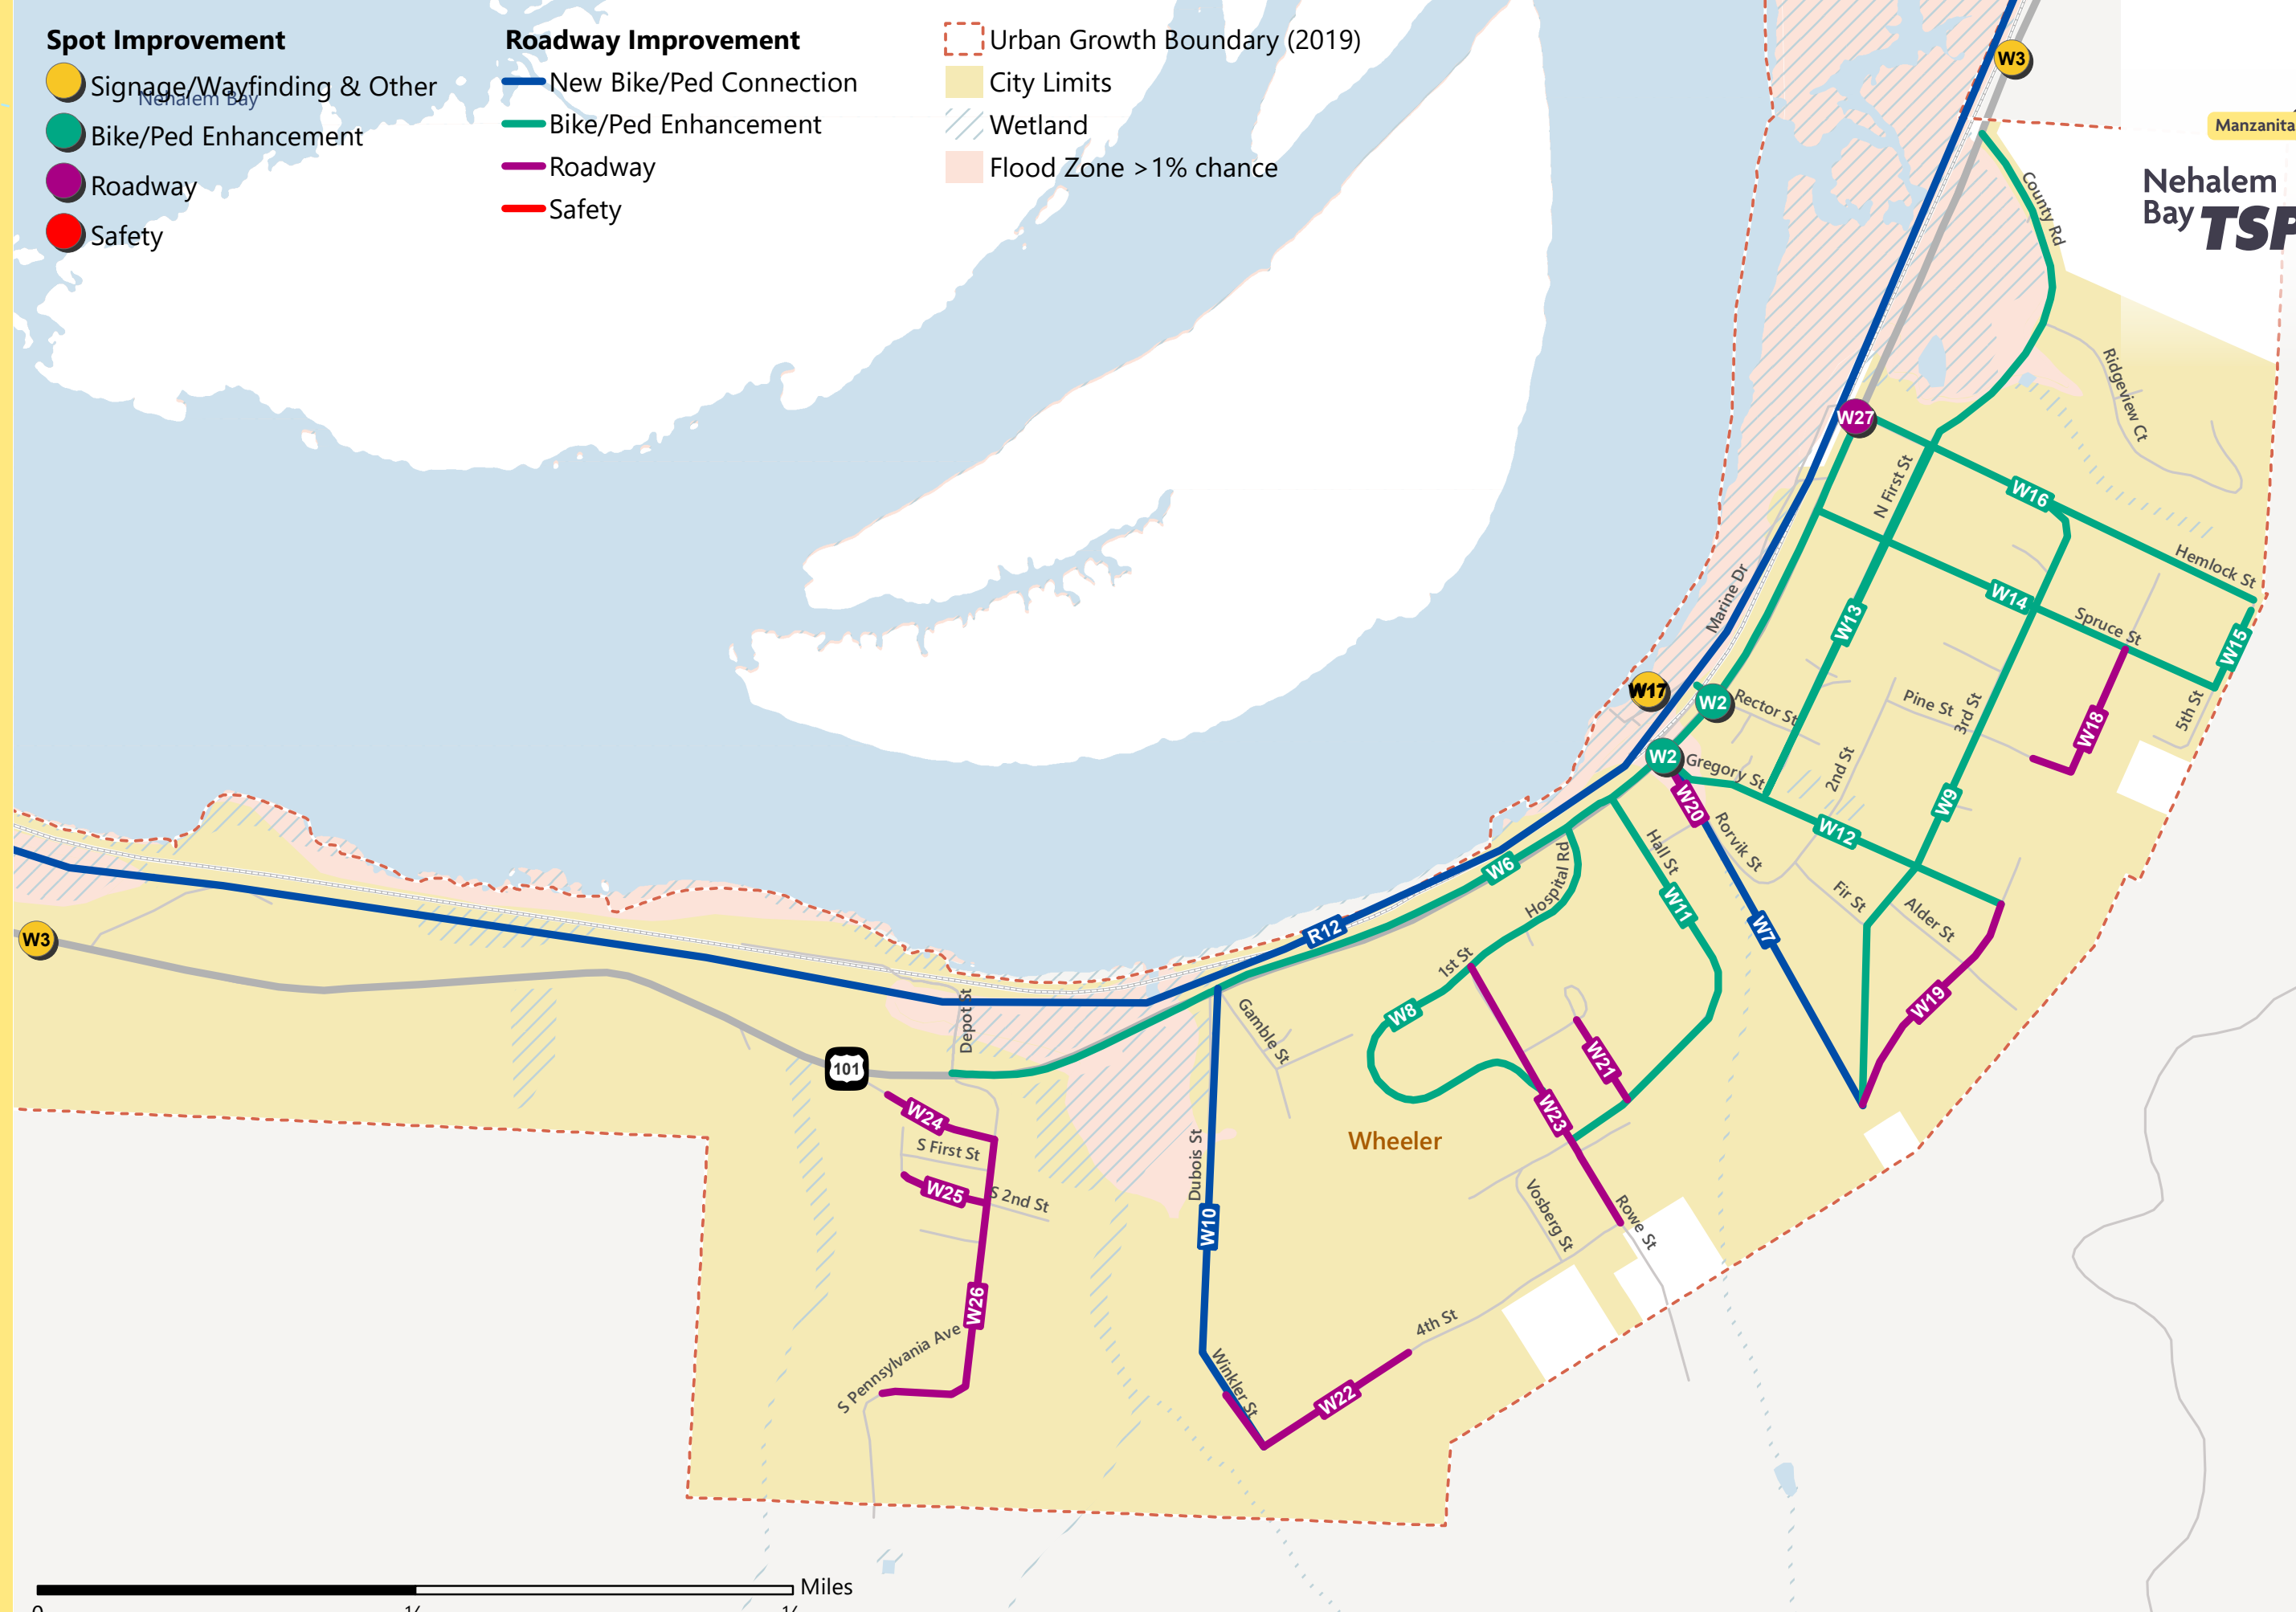 Spot Improvement
Signage/Wayfinding & Other
Nehalem Bay
Bike/Ped Enhancement
Roadway
Safety
Roadway Improvement
New Bike/Ped Connection
Bike/Ped Enhancement
Roadway
Safety
Urban Growth Boundary (2019)
City Limits
Wetland
Flood Zone >1% chance
W3
Manzanita
Nehalem
Bay TSP
County Rd
Ridgeview Ct
W27
N First St
W16
Hemlock St
W14
Spruce St
W13
W15
Marine Dr
W17
W2
Rector St
Pine St
3rd St
5th St
W18
W2
Gregory St
2nd St
W20
W9
W12
Rorvik St
Hall St
Hospital Rd
W6
W11
Fir St
Alder St
W7
R12
W3
1st St
W8
W19
Depot St
Gamble St
101
W21
W24
W23
Wheeler
S First St
W25
S 2nd St
Dubois St
W10
Vosberg St
Rowe St
W26
4th St
S Pennsylvania Ave
Winkler St
W22
Miles
0